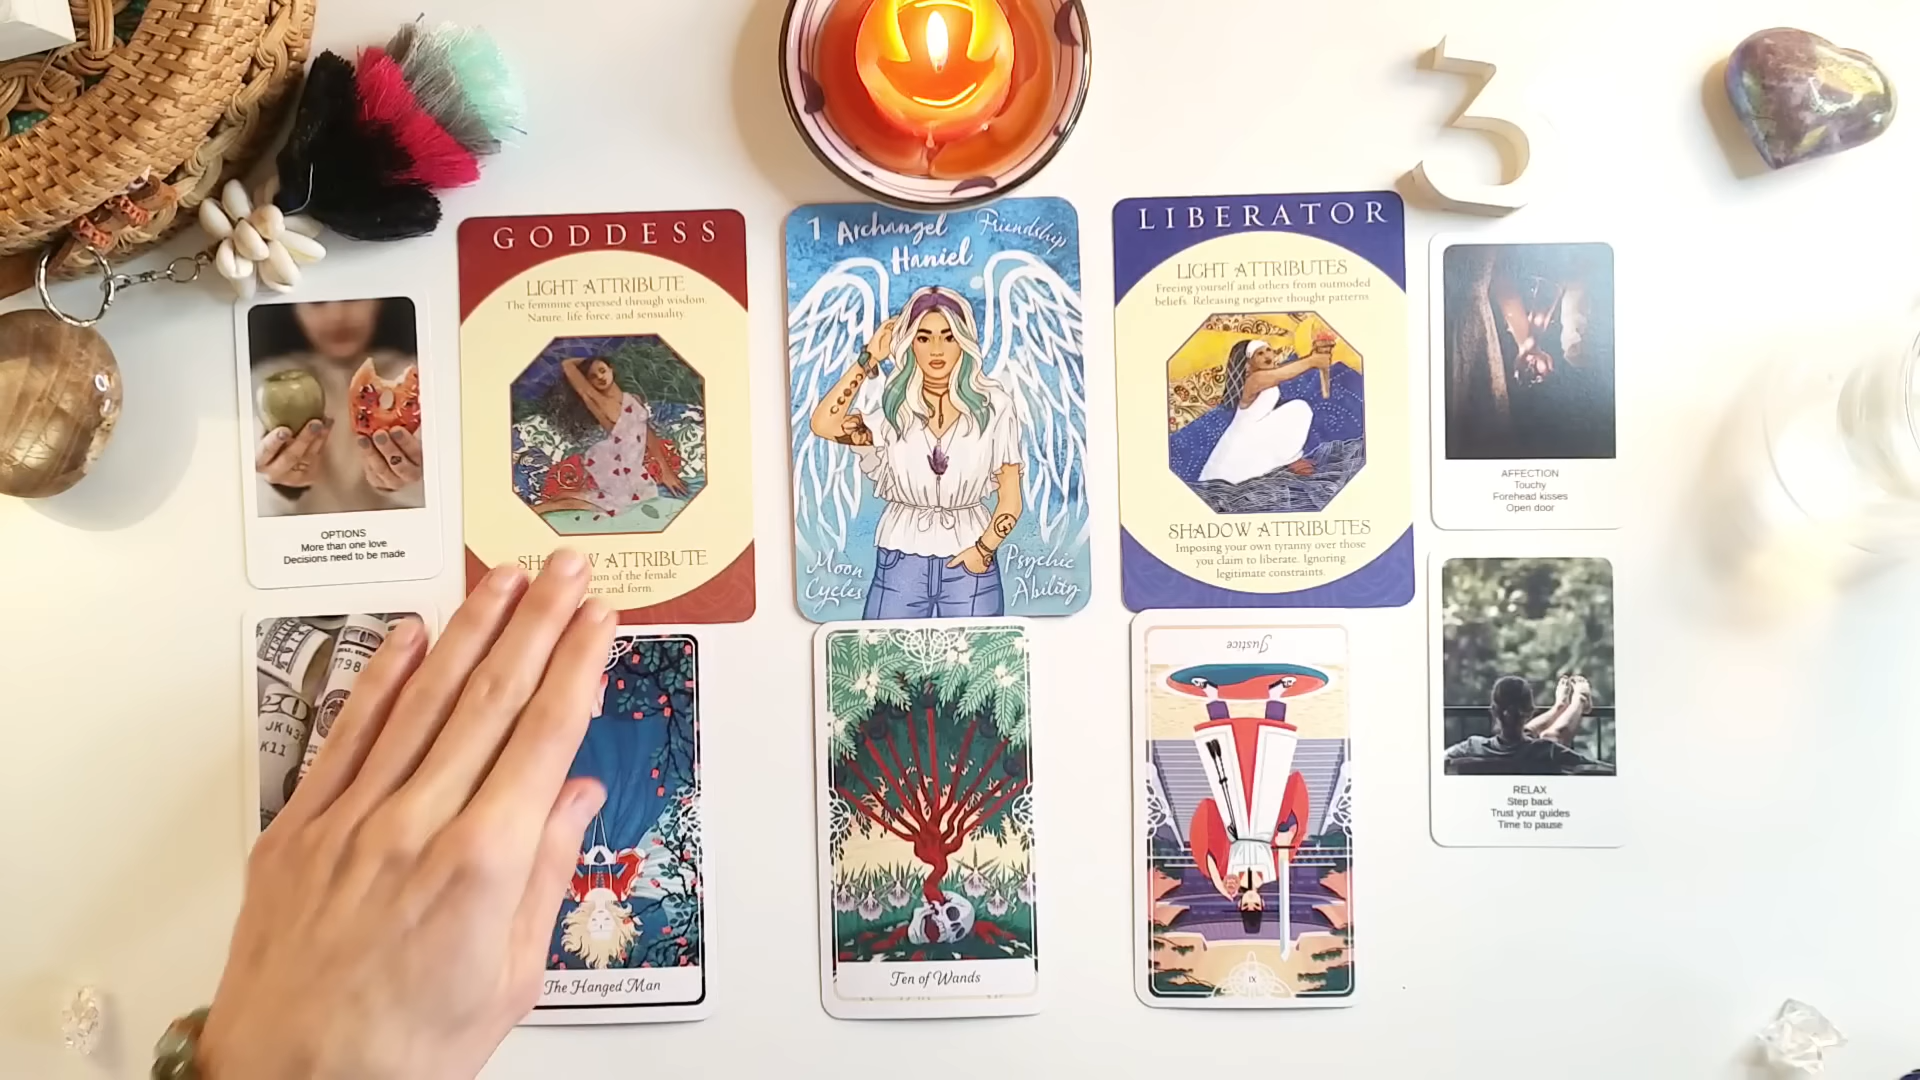 GODDESS
LIGHT ATTRIBUTE
The feminine expressed through wisdom,
Nature, life force, and sensuality.
ATTRIBUTE
of the female
and form.
1 Archangel
Haniel
Friendship
Moon
Cycles
Psychic
Ability
LIBERATOR
LIGHT ATTRIBUTES
Freeing yourself and others from outmoded
beliefs. Releasing negative thought patterns
SHADOW ATTRIBUTES
Imposing your own tyranny over those
you claim to liberate. Ignoring
legitimate constraints.
3
OPTIONS
More than one love
Decisions need to be made
AFFECTION
Touchy
Forehead kisses
Open door
RELAX
Step back
Trust your guides
Time to pause
The Hanged Man
Ten of Wands
Justice